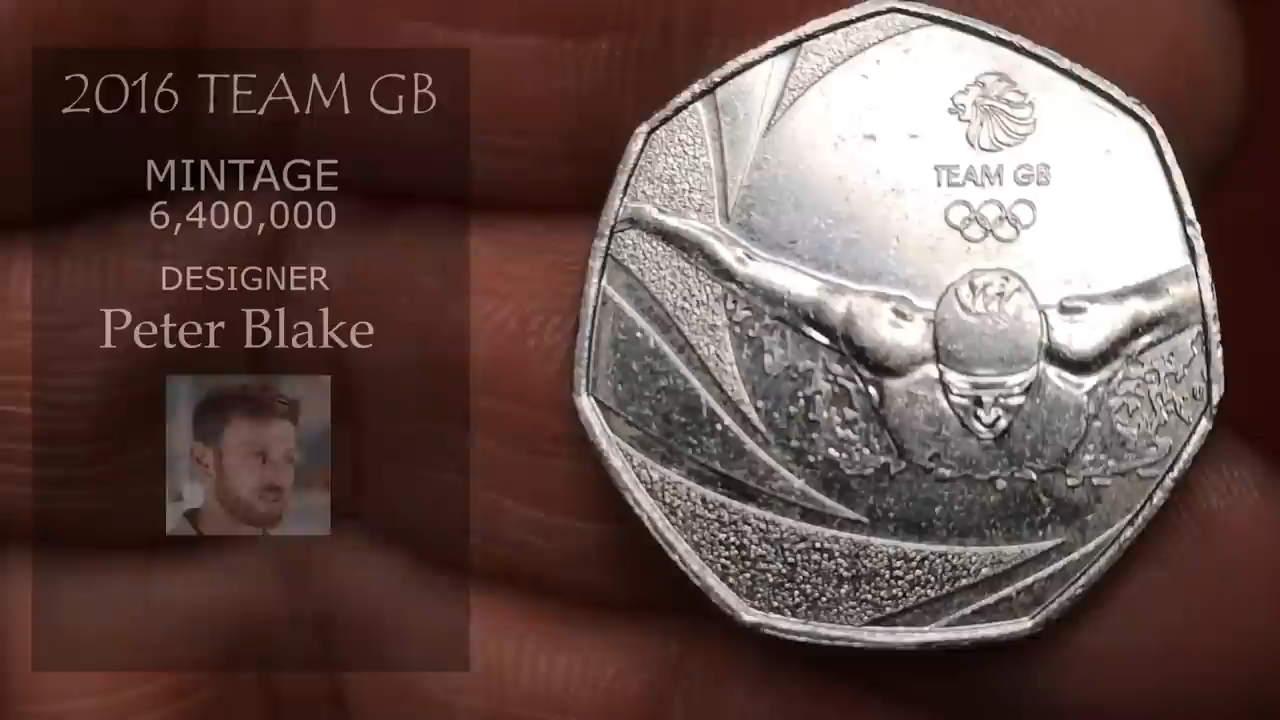 2016 TEAM GB
MINTAGE
6,400,000
DESIGNER
Peter Blake
TEAM GB